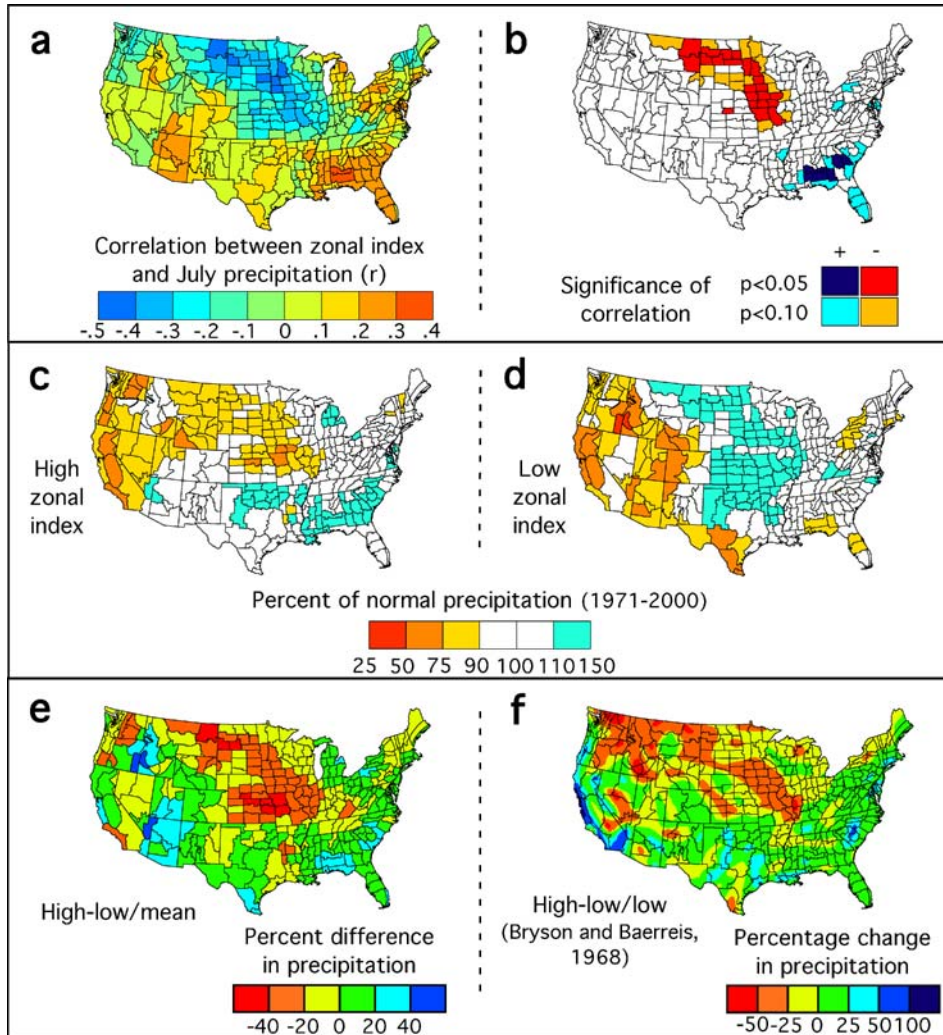 a
b
Correlation between zonal index
and July precipitation (r)
-.5 -.4 -.3 -.2 -.1 0 .1 .2 .3 .4
+ -
Significance of
correlation
p<0.05
p<0.10
c
d
High
zonal
index
Low
zonal
index
Percent of normal precipitation (1971-2000)
25 50 75 90 100 110 150
e
f
High-low/mean
Percent difference
in precipitation
-40 -20 0 20 40
High-low/low
(Bryson and Baerreis,
1968)
Percentage change
in precipitation
-50 -25 0 25 50 100